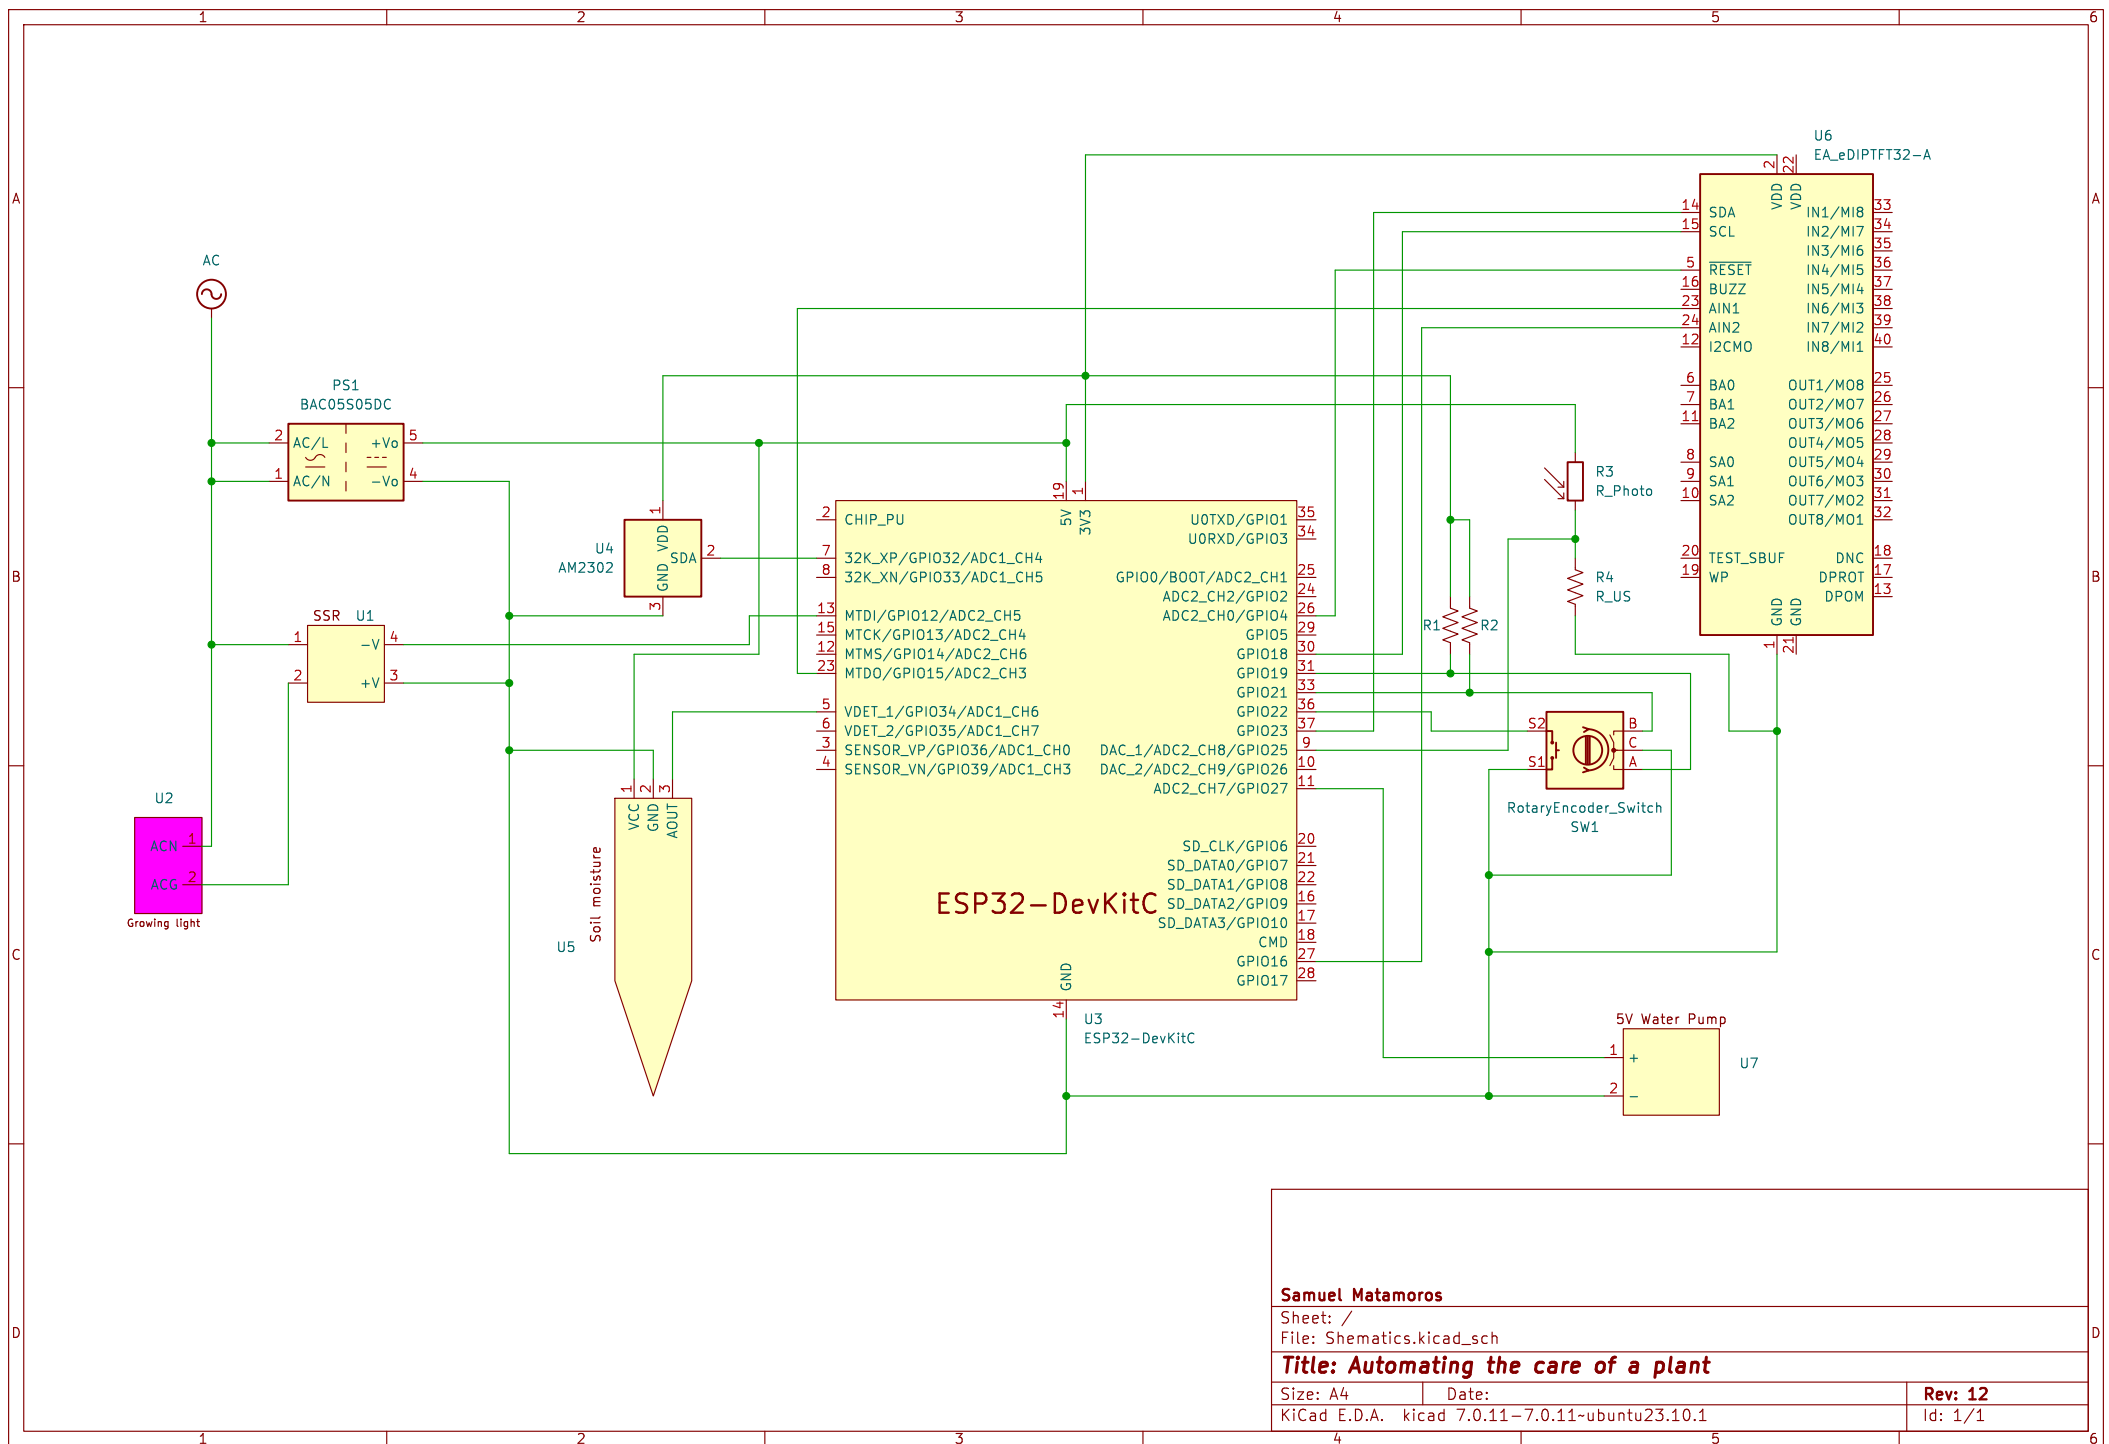 1 2 3 4 5 6
A A
B B
C C
D D
AC
PS1
BAC05S05DC
2 AC/L +Vo 5
1 AC/N -Vo 4
SSR U1
1 -V 4
2 +V 3
U2
ACN 1
ACG 2
Growing light
U4
AM2302
1 VDD
SDA 2
GND 3
U5
Soil moisture
1 VCC
2 GND
3 AOUT
19 5V
1 3V3
2 CHIP_PU
7 32K_XP/GPIO32/ADC1_CH4
8 32K_XN/GPIO33/ADC1_CH5
13 MTDI/GPIO12/ADC2_CH5
15 MTCK/GPIO13/ADC2_CH4
12 MTMS/GPIO14/ADC2_CH6
23 MTDO/GPIO15/ADC2_CH3
5 VDET_1/GPIO34/ADC1_CH6
6 VDET_2/GPIO35/ADC1_CH7
3 SENSOR_VP/GPIO36/ADC1_CH0
4 SENSOR_VN/GPIO39/ADC1_CH3
U0TXD/GPIO1 35
U0RXD/GPIO3 34
GPIO0/BOOT/ADC2_CH1 25
ADC2_CH2/GPIO2 24
ADC2_CH0/GPIO4 26
GPIO5 29
GPIO18 30
GPIO19 31
GPIO21 33
GPIO22 36
GPIO23 37
DAC_1/ADC2_CH8/GPIO25 9
DAC_2/ADC2_CH9/GPIO26 10
ADC2_CH7/GPIO27 11
SD_CLK/GPIO6 20
SD_DATA0/GPIO7 21
SD_DATA1/GPIO8 22
SD_DATA2/GPIO9 16
SD_DATA3/GPIO10 17
CMD 18
GPIO16 27
GPIO17 28
ESP32-DevKitC
GND 14
U3
ESP32-DevKitC
R1 R2
R3
R_Photo
R4
R_US
S2 B
C
S1 A
RotaryEncoder_Switch
SW1
U6
EA_eDIPTFT32-A
2 VDD
22 VDD
14 SDA
15 SCL
5 RESET
16 BUZZ
23 AIN1
24 AIN2
12 I2CMO
6 BA0
7 BA1
11 BA2
8 SA0
9 SA1
10 SA2
20 TEST_SBUF
19 WP
IN1/MI8 33
IN2/MI7 34
IN3/MI6 35
IN4/MI5 36
IN5/MI4 37
IN6/MI3 38
IN7/MI2 39
IN8/MI1 40
OUT1/MO8 25
OUT2/MO7 26
OUT3/MO6 27
OUT4/MO5 28
OUT5/MO4 29
OUT6/MO3 30
OUT7/MO2 31
OUT8/MO1 32
DNC 18
DPROT 17
DPOM 13
GND 1
GND 21
5V Water Pump
U7
1 +
2 -
Samuel Matamoros
Sheet: /
File: Shematics.kicad_sch
Title: Automating the care of a plant
Size: A4 Date: Rev: 12
KiCad E.D.A. kicad 7.0.11-7.0.11~ubuntu23.10.1 Id: 1/1
1 2 3 4 5 6